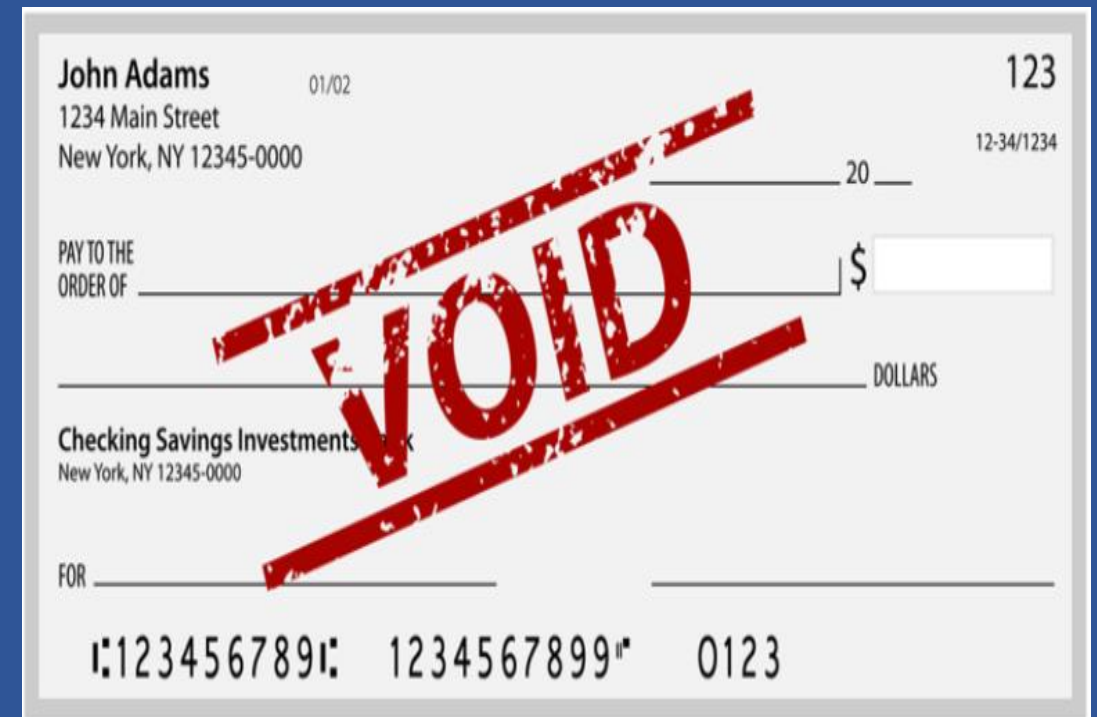 John Adams 01/02 123
1234 Main Street
New York, NY 12345-0000 12-34/1234
20
PAY TO THE
ORDER OF $
VOID
DOLLARS
Checking Savings Investments
New York, NY 12345-0000
FOR
⑆123456789⑆ 1234567899⑈ 0123